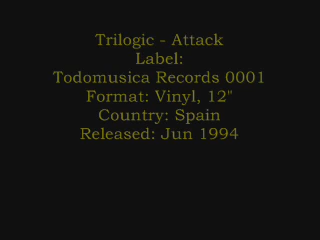 Trilogic - Attack
Label:
Todomusica Records 0001
Format: Vinyl, 12"
Country: Spain
Released: Jun 1994